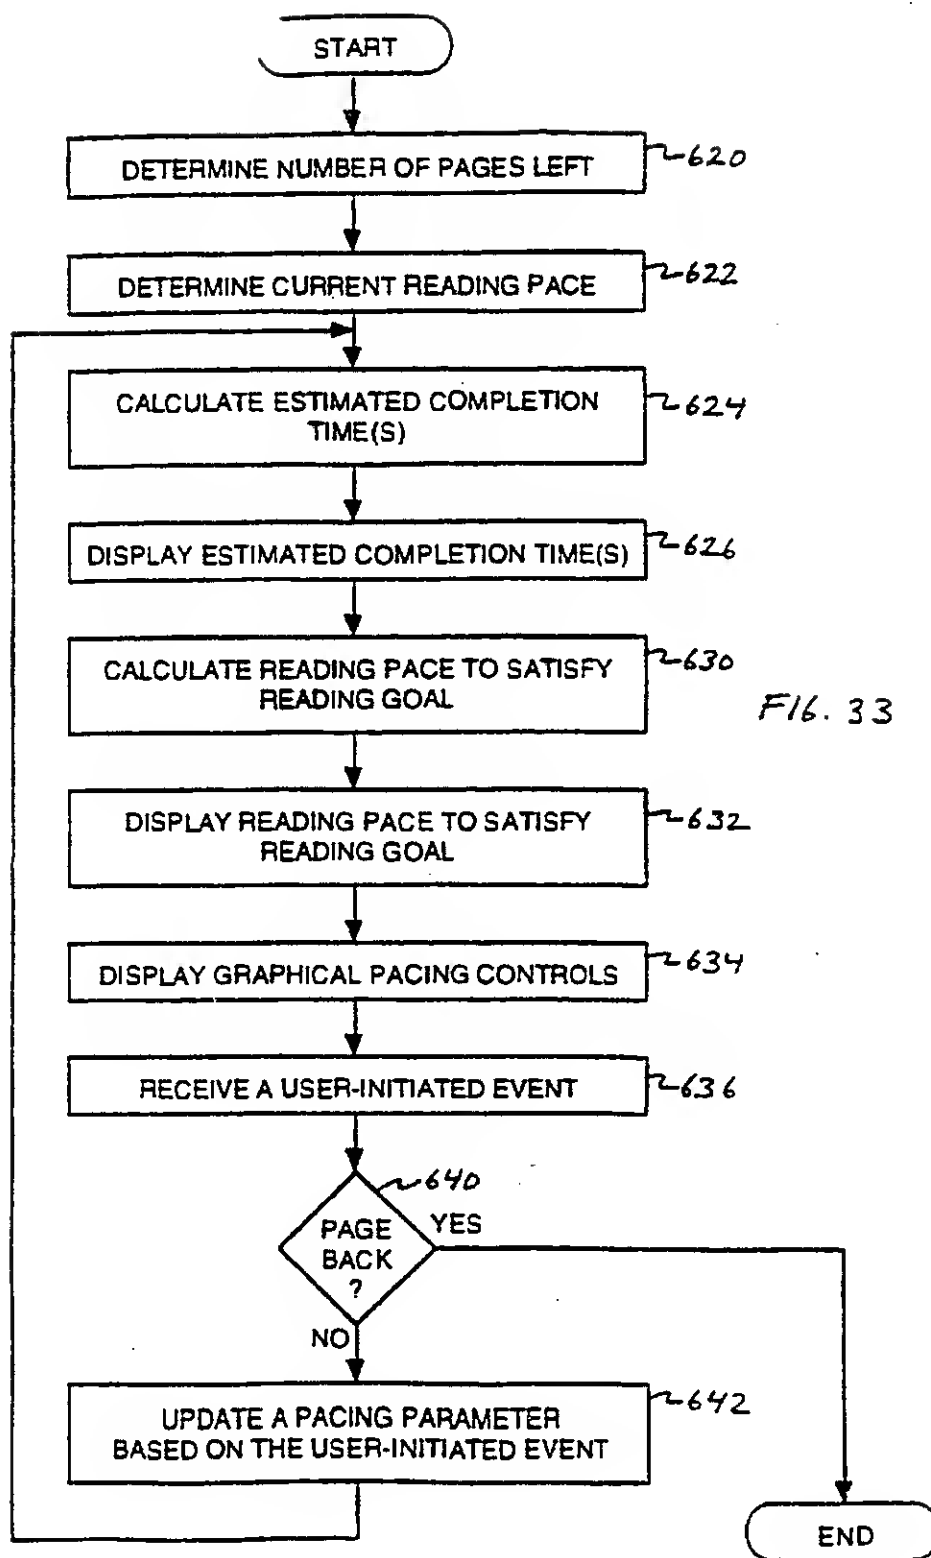 START
DETERMINE NUMBER OF PAGES LEFT
620
DETERMINE CURRENT READING PACE
622
CALCULATE ESTIMATED COMPLETION
TIME(S)
624
DISPLAY ESTIMATED COMPLETION TIME(S)
626
CALCULATE READING PACE TO SATISFY
READING GOAL
630
FIG. 33
DISPLAY READING PACE TO SATISFY
READING GOAL
632
DISPLAY GRAPHICAL PACING CONTROLS
634
RECEIVE A USER-INITIATED EVENT
636
640
PAGE
BACK
?
YES
NO
UPDATE A PACING PARAMETER
BASED ON THE USER-INITIATED EVENT
642
END